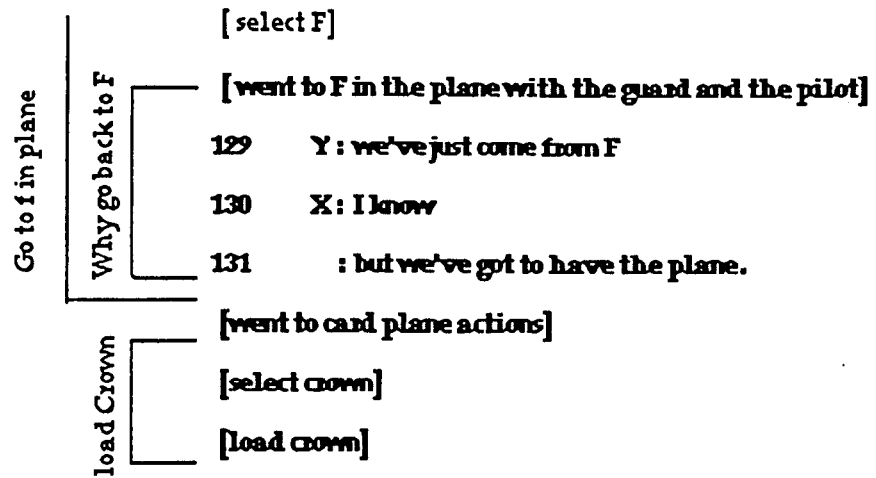 [select F]
[went to F in the plane with the guard and the pilot]
129 Y: we've just come from F
130 X: I know
131 : but we've got to have the plane.
[went to card plane actions]
[select crown]
[load crown]
Go to f in plane
Why go back to F
load Crown